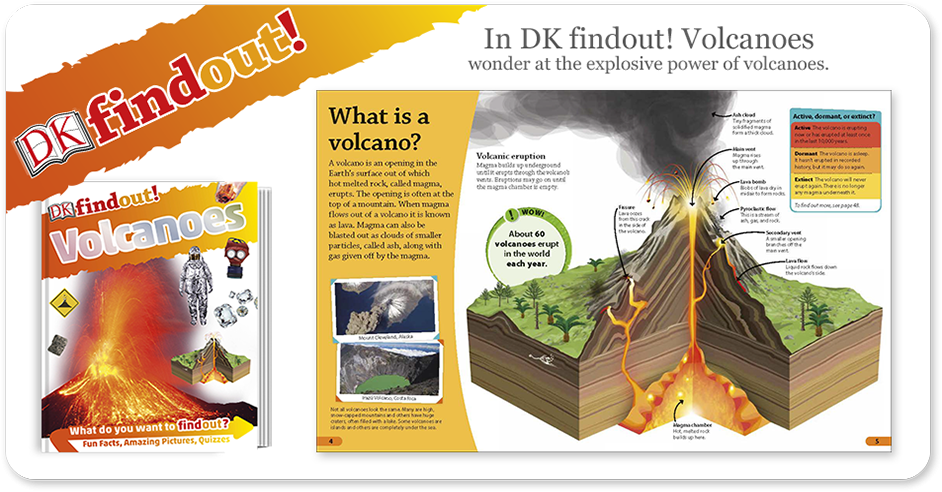 DK findout!
In DK findout! Volcanoes
wonder at the explosive power of volcanoes.
DK findout!
Volcanoes
What do you want to findout?
Fun Facts, Amazing Pictures, Quizzes
What is a
volcano?
A volcano is an opening in the
Earth's surface out of which
hot melted rock, called magma,
erupts. The opening is often at the
top of a mountain. When magma
flows out of a volcano it is known
as lava. Magma can also be
blasted out as clouds of smaller
particles, called ash, along with
gas given off by the magma.
Mount Cleveland, Alaska
Irazú Volcano, Costa Rica
Not all volcanoes look the same. Many are high,
snow-capped mountains and others have huge
craters, often filled with a lake. Some volcanoes are
islands and others are completely under the sea.
4
Volcanic eruption
Magma builds up underground
until it erupts through the volcano's
vents. Eruptions may go on until
the magma chamber is empty.
! WOW!
About 60
volcanoes erupt
in the world
each year.
Fissure
Lava oozes
from this crack
in the side of
the volcano.
Ash cloud
Tiny fragments of
solidified magma
form a thick cloud.
Main vent
Magma rises
up through
the main vent.
Lava bomb
Blobs of lava dry in
midair to form rocks.
Pyroclastic flow
This is a stream of
ash, gas, and rock.
Secondary vent
A smaller opening
branches off the
main vent.
Lava flow
Liquid rock flows down
the volcano's side.
Magma chamber
Hot, melted rock
builds up here.
Active, dormant, or extinct?
Active The volcano is erupting
now or has erupted at least once
in the last 10,000 years.
Dormant The volcano is asleep.
It hasn't erupted in recorded
history, but it may do so again.
Extinct The volcano will never
erupt again. There is no longer
any magma underneath it.
To find out more, see page 48.
5